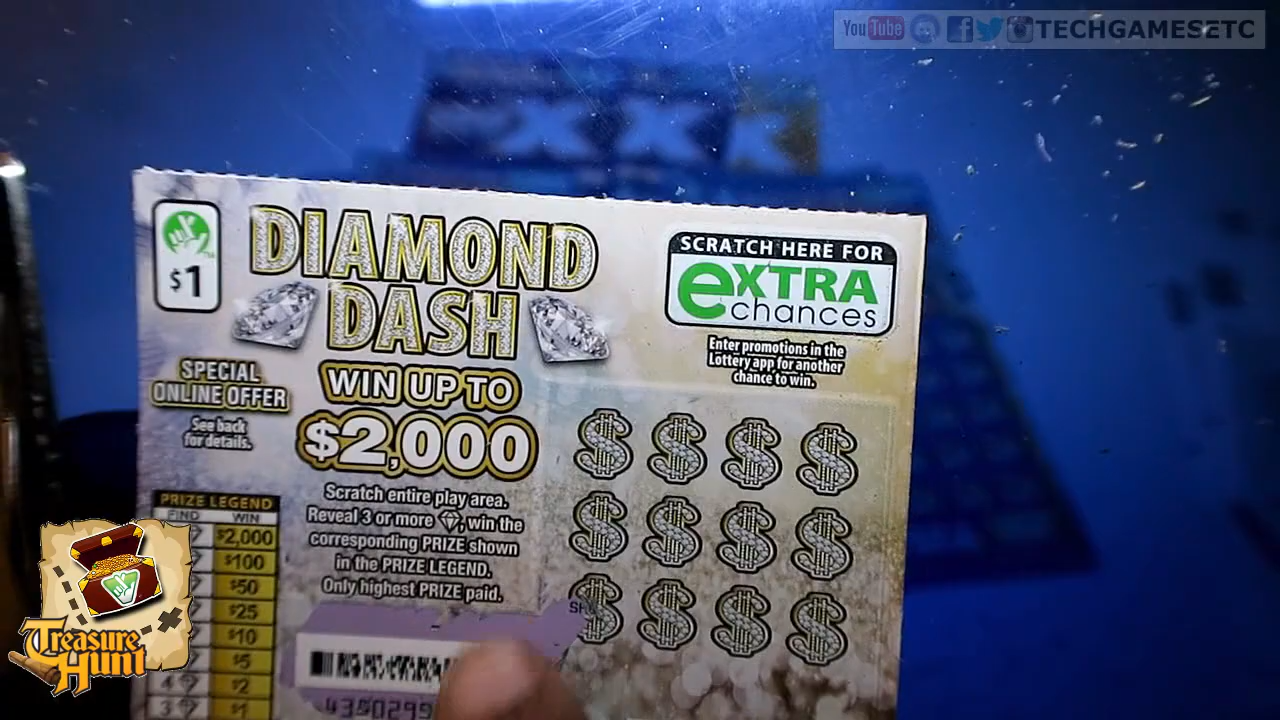 YouTube TECHGAMESETC
$1
DIAMOND
DASH
WIN UP TO
$2,000
SPECIAL
ONLINE OFFER
See back
for details.
SCRATCH HERE FOR
eXTRA
chances
Enter promotions in the
Lottery app for another
chance to win.
Scratch entire play area.
Reveal 3 or more , win the
corresponding PRIZE shown
in the PRIZE LEGEND.
Only highest PRIZE paid.
PRIZE LEGEND
FIND WIN
$2,000
$100
$50
$25
$10
$5
4 $2
3 $1
$ $ $ $
$ $ $ $
$ $ $ $
Treasure
Hunt